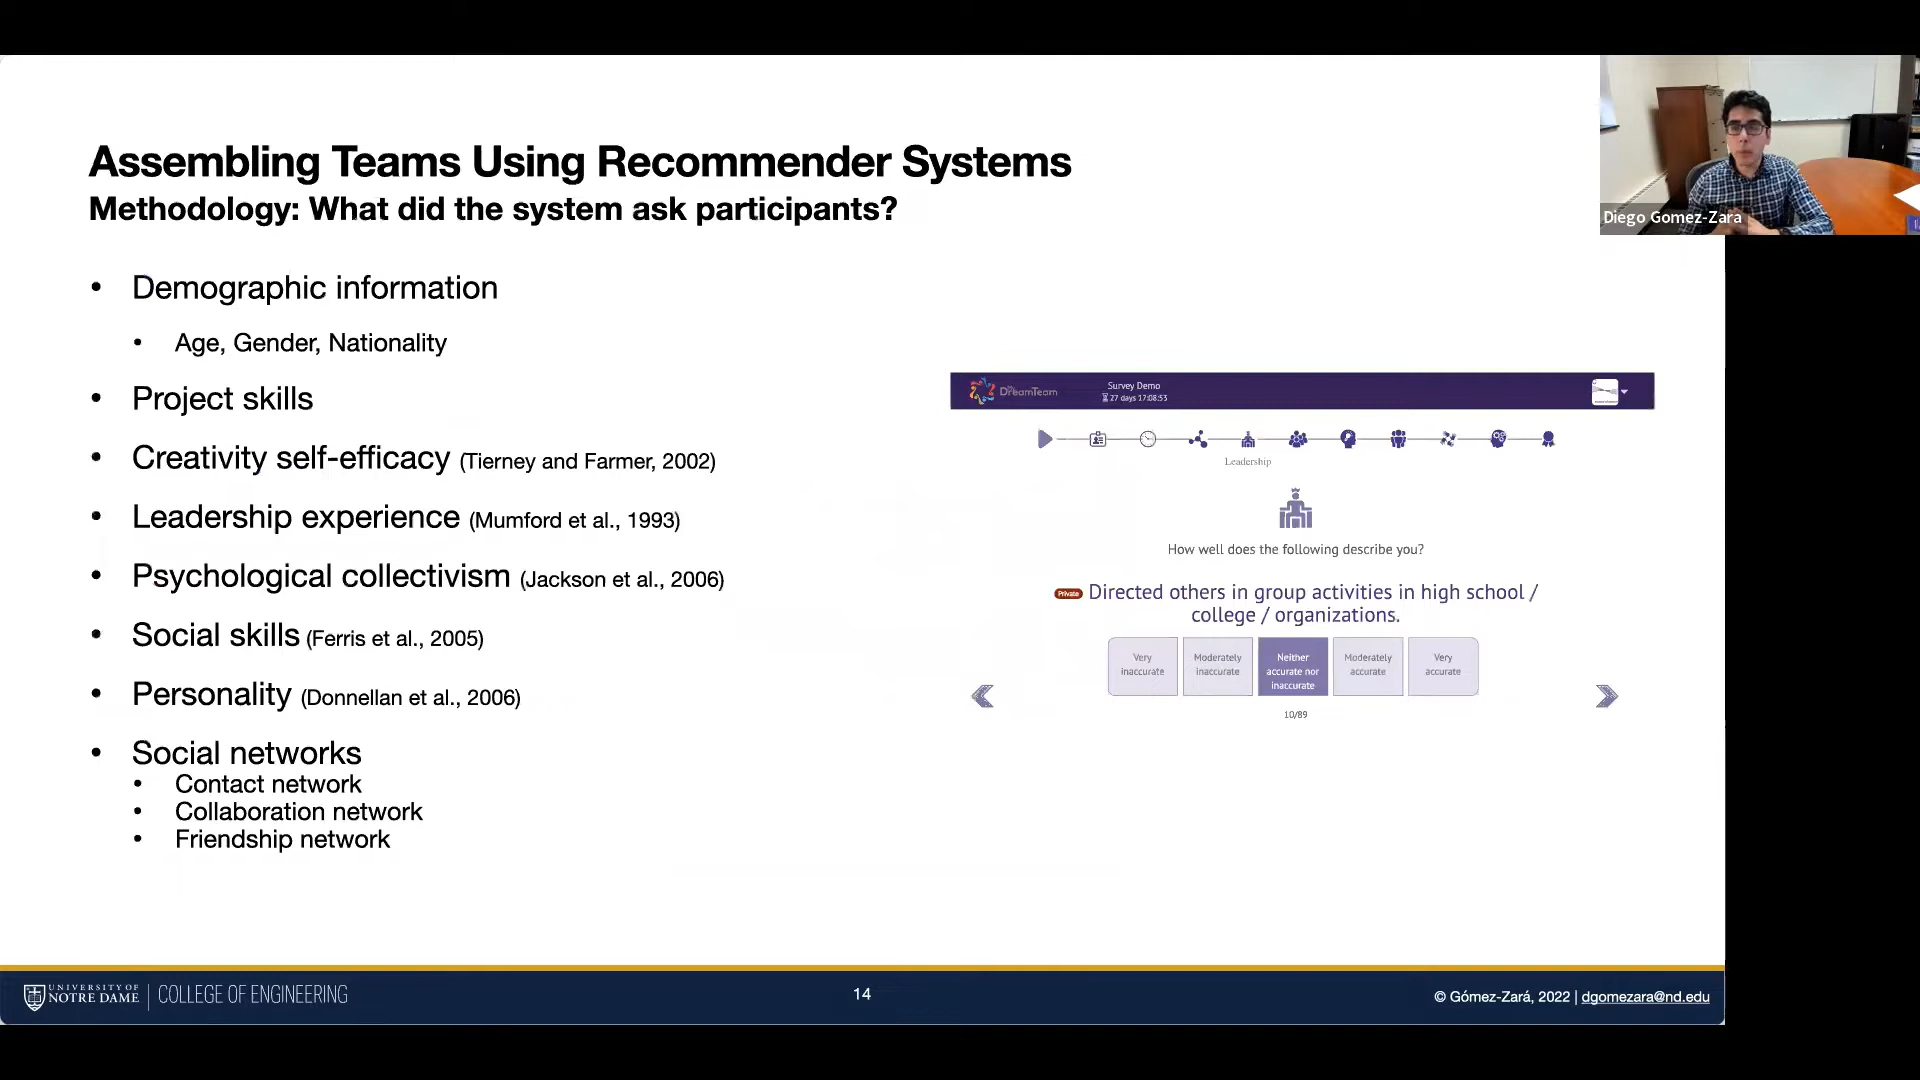 Assembling Teams Using Recommender Systems
Methodology: What did the system ask participants?
• Demographic information
• Age, Gender, Nationality
• Project skills
• Creativity self-efficacy (Tierney and Farmer, 2002)
• Leadership experience (Mumford et al., 1993)
• Psychological collectivism (Jackson et al., 2006)
• Social skills (Ferris et al., 2005)
• Personality (Donnellan et al., 2006)
• Social networks
• Contact network
• Collaboration network
• Friendship network
DreamTeam
Survey Demo
27 days 17:08:53
Leadership
How well does the following describe you?
Private Directed others in group activities in high school /
college / organizations.
Very
inaccurate
Moderately
inaccurate
Neither
accurate nor
inaccurate
Moderately
accurate
Very
accurate
10/89
Diego Gomez-Zara
UNIVERSITY OF
NOTRE DAME
COLLEGE OF ENGINEERING
14
© Gómez-Zará, 2022 | dgomezara@nd.edu